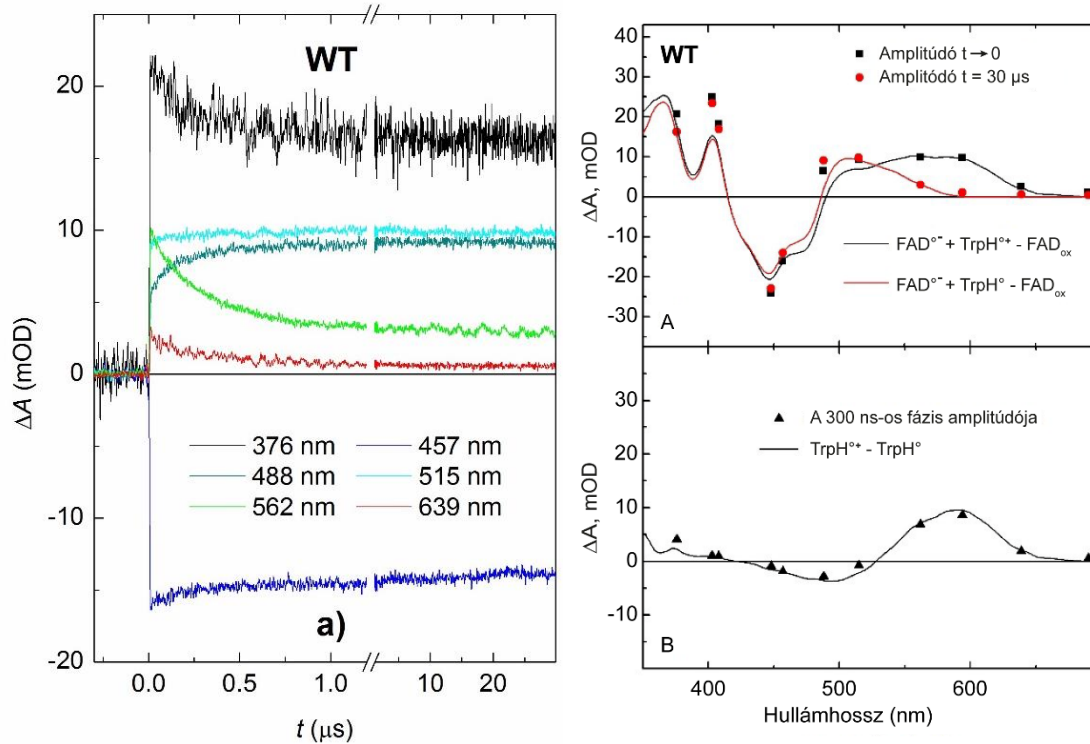 WT
20
10
0
-10
-20
ΔA (mOD)
376 nm
457 nm
488 nm
515 nm
562 nm
639 nm
a)
0.0
0.5
1.0
10
20
t (μs)
WT
Amplitúdó t→0
Amplitódó t = 30 µs
40
30
20
10
0
-10
-20
-30
ΔA, mOD
FAD°⁻ + TrpH°⁺ - FADₒₓ
FAD°⁻ + TrpH° - FADₒₓ
A
30
20
10
0
-10
ΔA, mOD
A 300 ns-os fázis amplitúdója
TrpH°⁺ - TrpH°
B
400
500
600
Hullámhossz (nm)